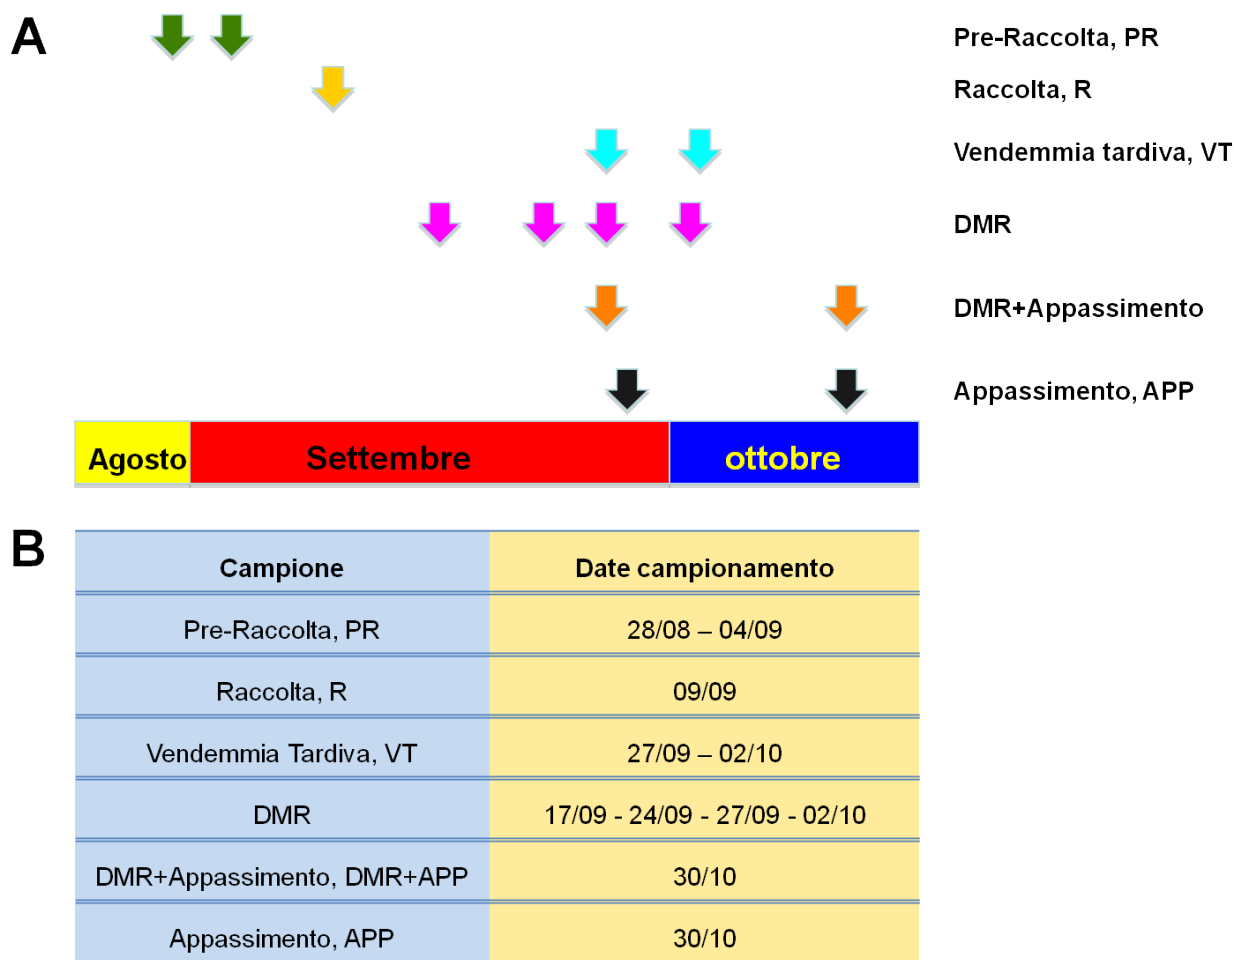 A
Pre-Raccolta, PR
Raccolta, R
Vendemmia tardiva, VT
DMR
DMR+Appassimento
Appassimento, APP
Agosto Settembre ottobre
B
Campione Date campionamento
Pre-Raccolta, PR 28/08 – 04/09
Raccolta, R 09/09
Vendemmia Tardiva, VT 27/09 – 02/10
DMR 17/09 - 24/09 - 27/09 - 02/10
DMR+Appassimento, DMR+APP 30/10
Appassimento, APP 30/10